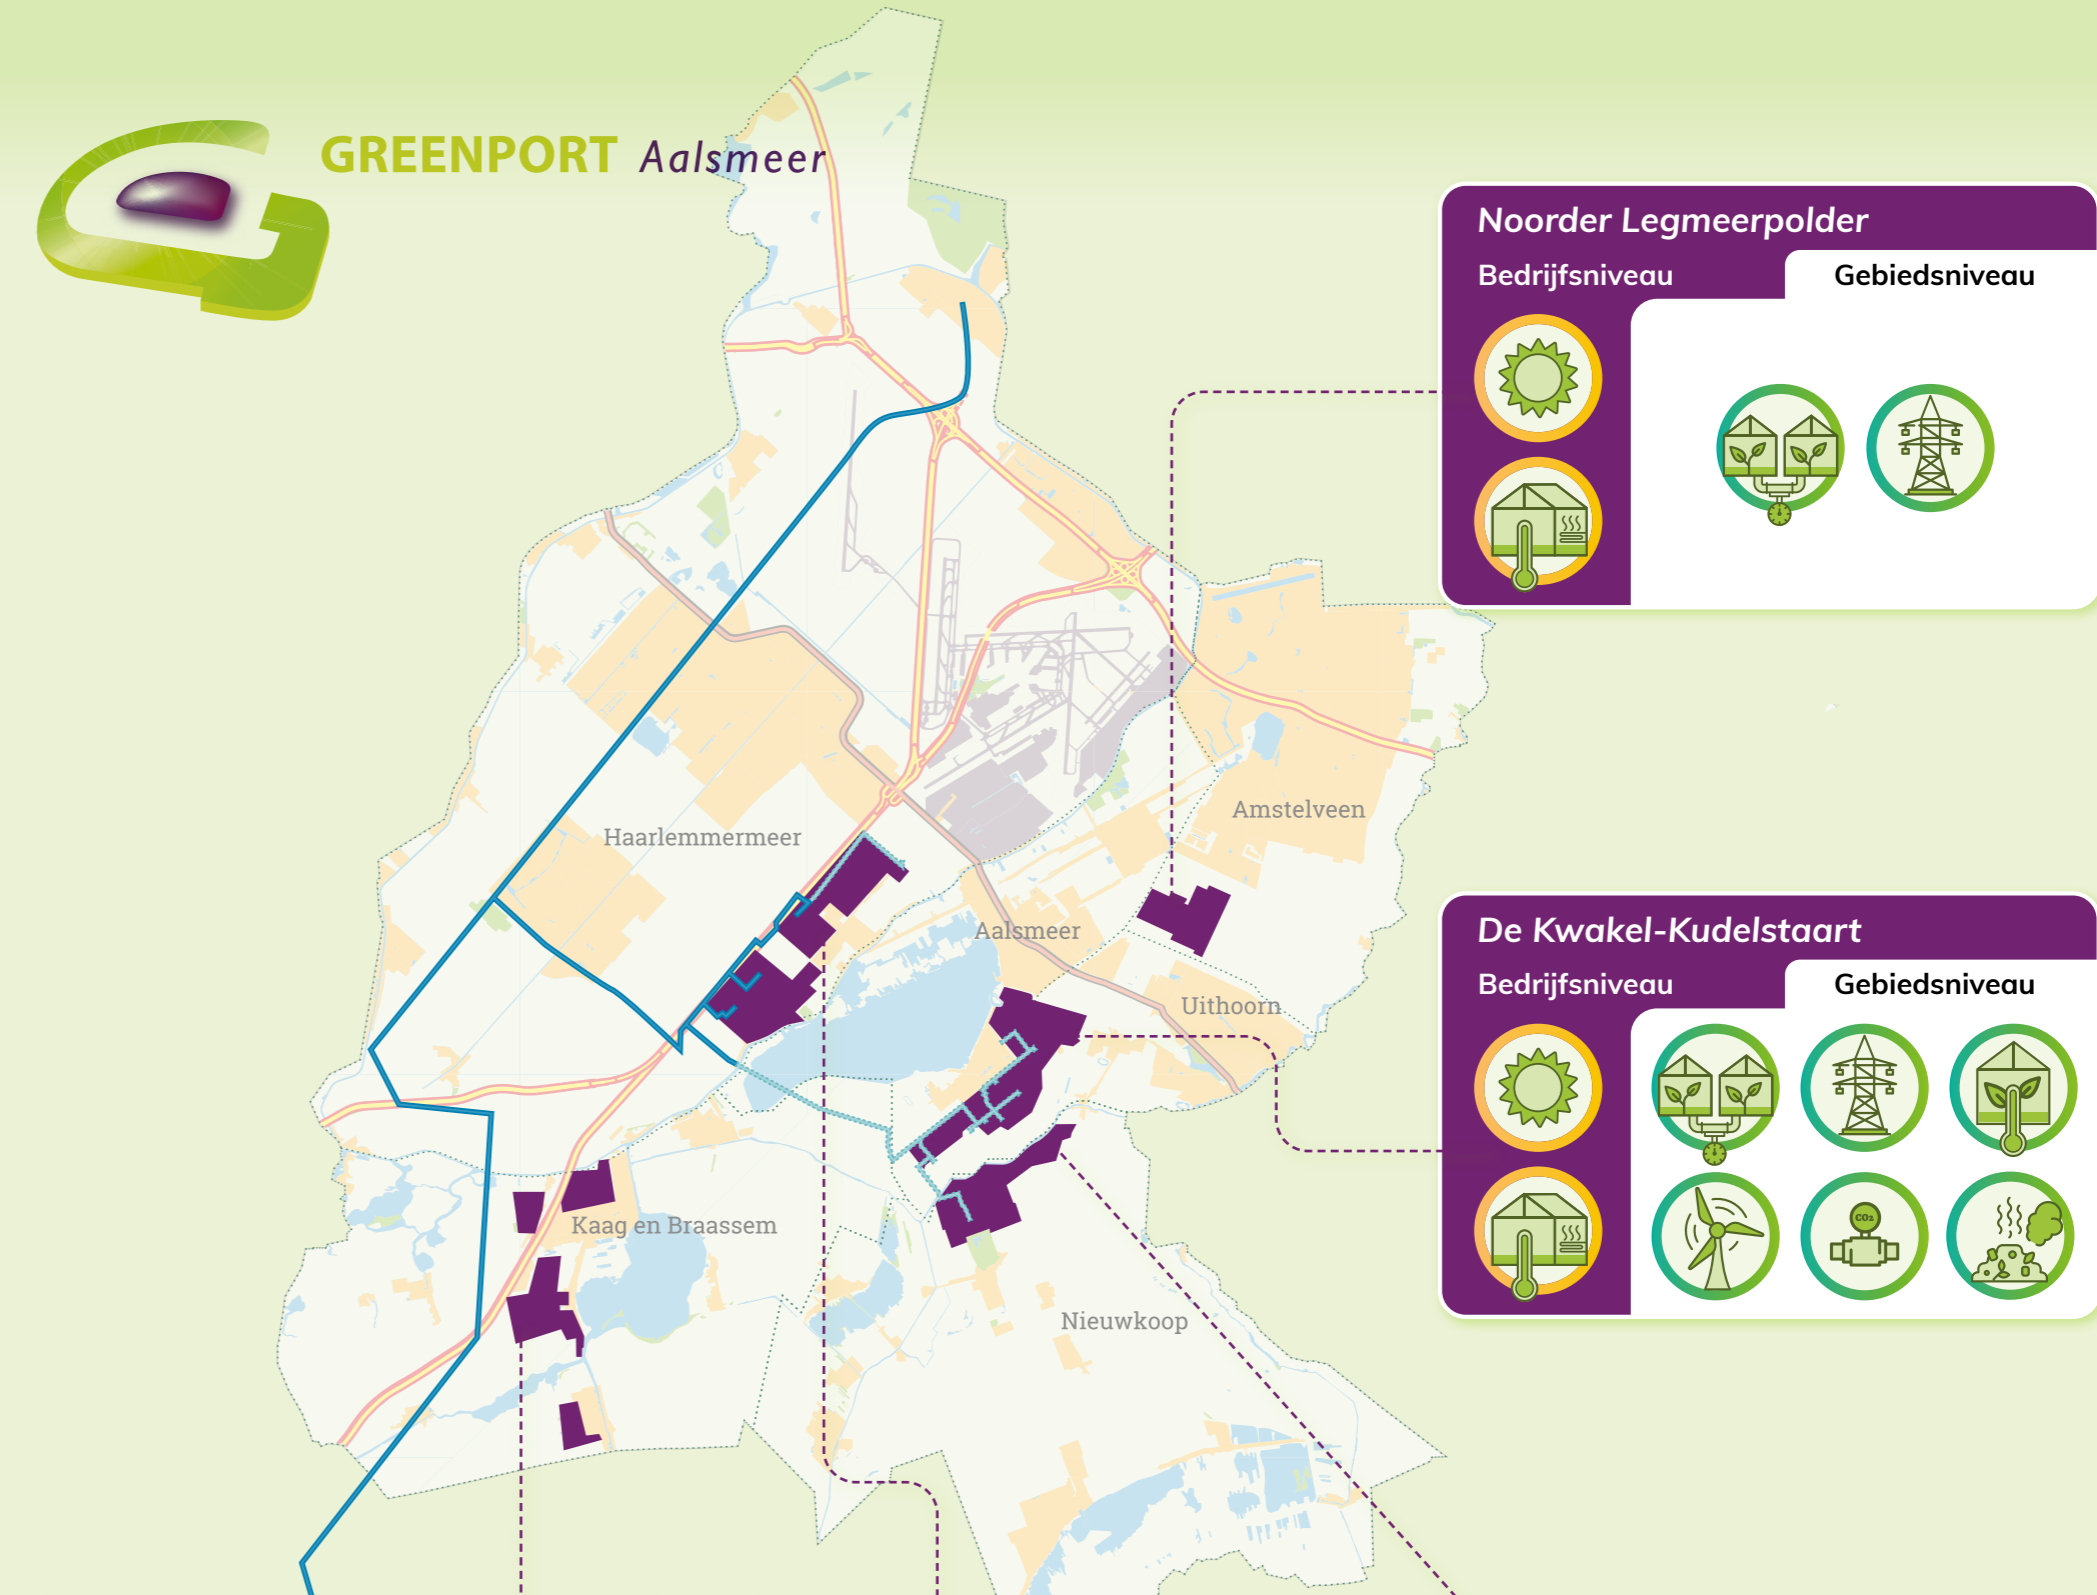 GREENPORT Aalsmeer
Noorder Legmeerpolder
Bedrijfsniveau
Gebiedsniveau
Haarlemmermeer
Amstelveen
Aalsmeer
Uithoorn
De Kwakel-Kudelstaart
Bedrijfsniveau
Gebiedsniveau
CO₂
Kaag en Braassem
Nieuwkoop